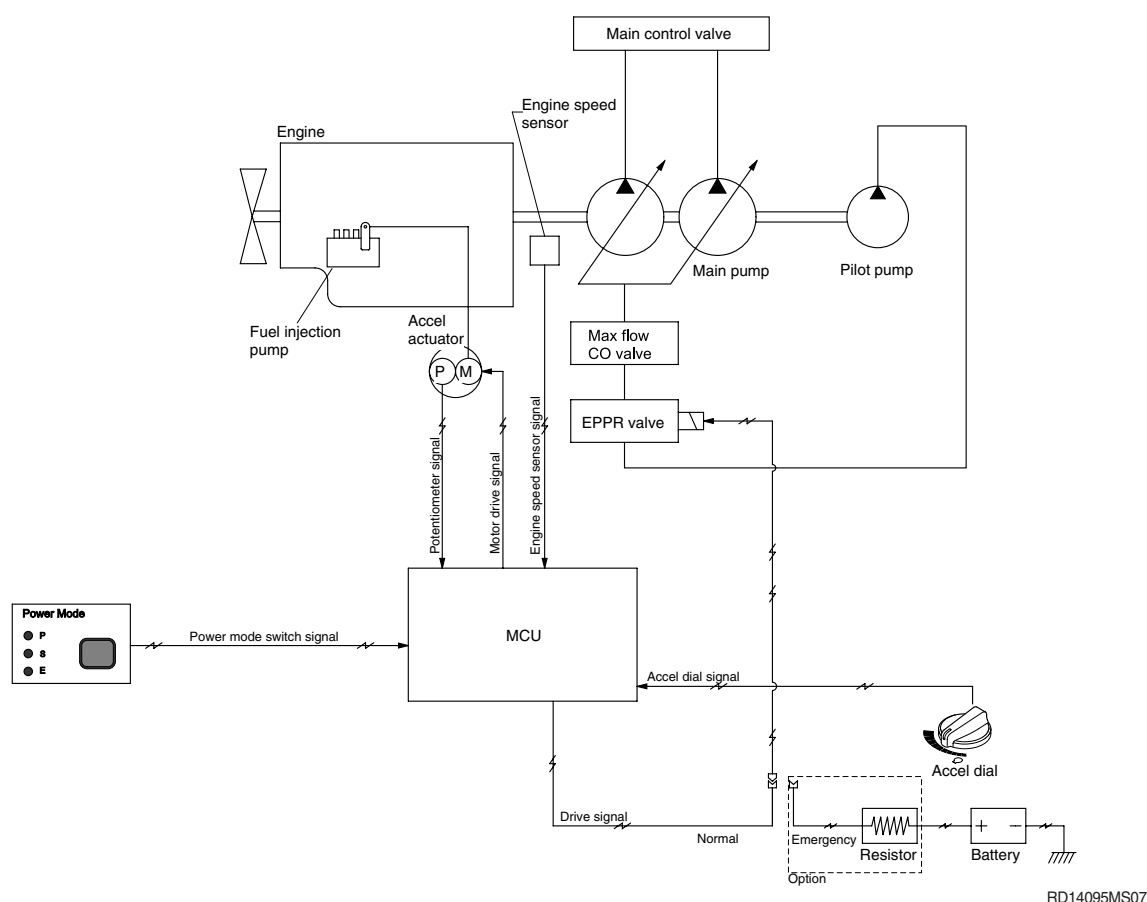 Main control valve
Engine speed
sensor
Engine
Main pump
Pilot pump
Fuel injection
pump
Accel
actuator
P
M
Max flow
CO valve
EPPR valve
Potentiometer signal
Motor drive signal
Engine speed sensor signal
Power Mode
P
S
E
Power mode switch signal
MCU
Accel dial signal
Accel dial
Drive signal
Normal
Emergency
Resistor
+
−
Battery
Option
RD14095MS07